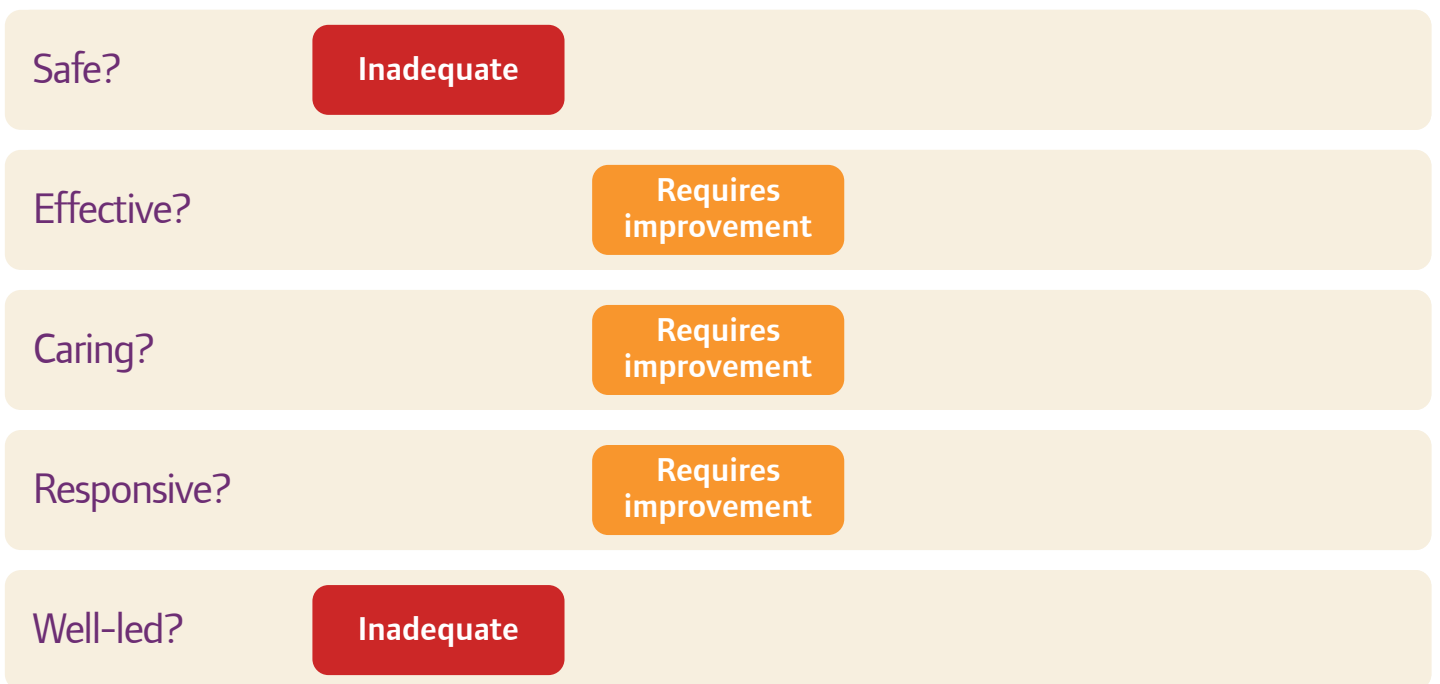 Safe?
Inadequate
Effective?
Requires
improvement
Caring?
Requires
improvement
Responsive?
Requires
improvement
Well-led?
Inadequate